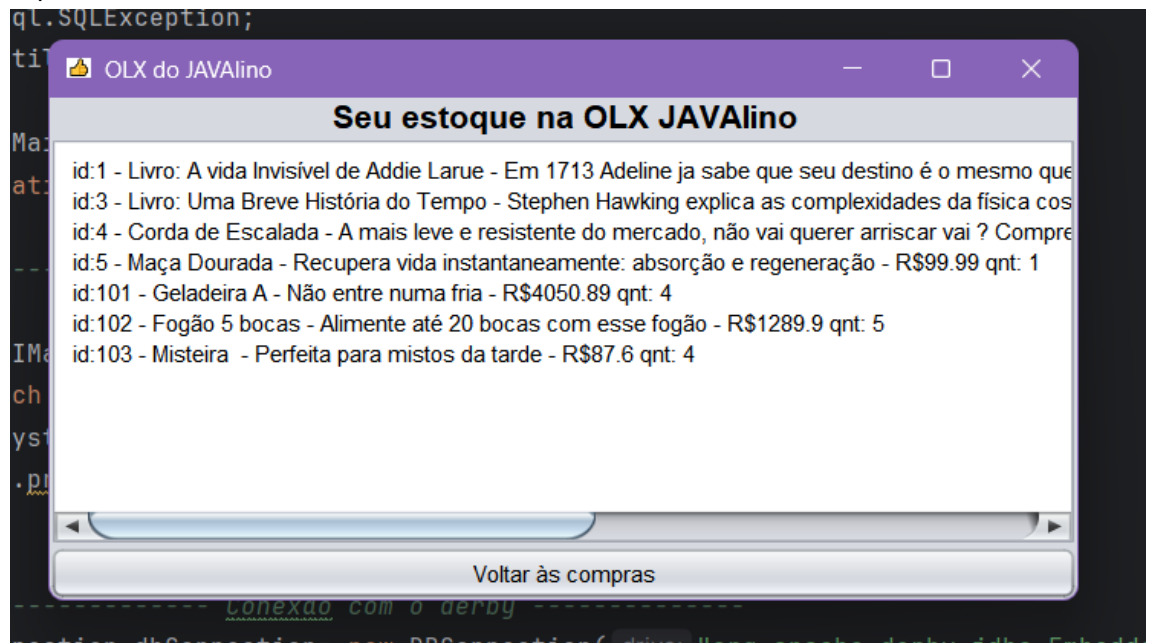 ql.SQLException;
OLX do JAVAlino
Seu estoque na OLX JAVAlino
id:1 - Livro: A vida Invisível de Addie Larue - Em 1713 Adeline ja sabe que seu destino é o mesmo que
id:3 - Livro: Uma Breve História do Tempo - Stephen Hawking explica as complexidades da física cos
id:4 - Corda de Escalada - A mais leve e resistente do mercado, não vai querer arriscar vai ? Compre
id:5 - Maça Dourada - Recupera vida instantaneamente: absorção e regeneração - R$99.99 qnt: 1
id:101 - Geladeira A - Não entre numa fria - R$4050.89 qnt: 4
id:102 - Fogão 5 bocas - Alimente até 20 bocas com esse fogão - R$1289.9 qnt: 5
id:103 - Misteira - Perfeita para mistos da tarde - R$87.6 qnt: 4
ch
.pr
Voltar às compras
------------- Conexão com o derby --------------